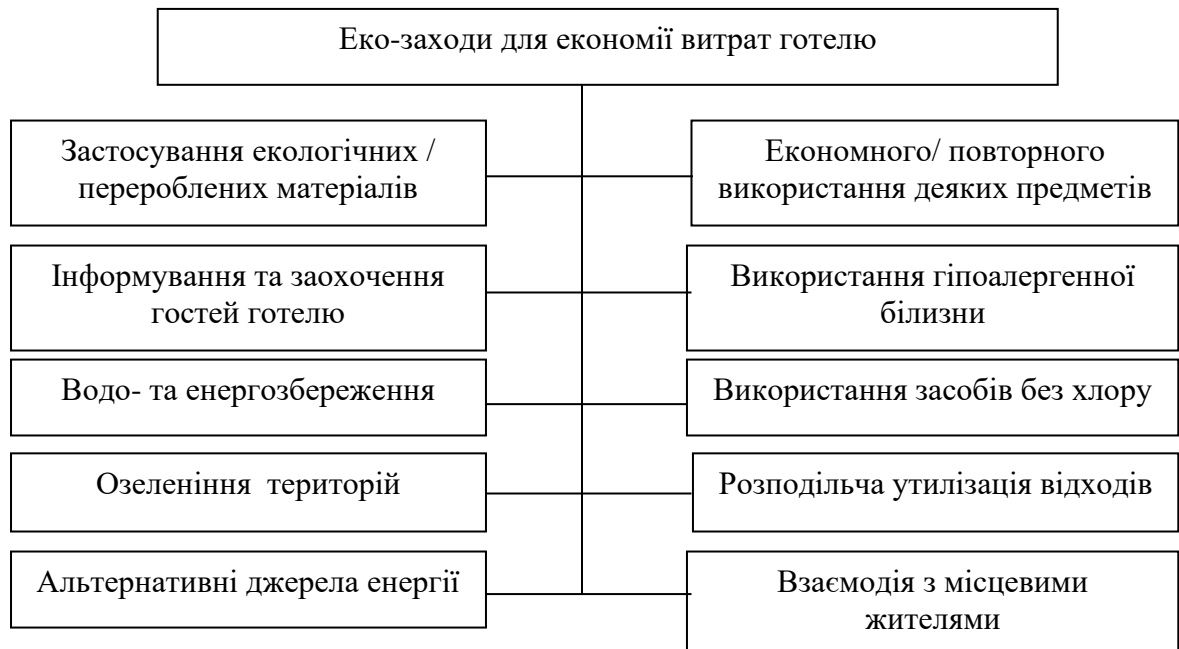 Еко-заходи для економії витрат готелю
Застосування екологічних /
перероблених матеріалів
Економного/ повторного
використання деяких предметів
Інформування та заохочення
гостей готелю
Використання гіпоалергенної
білизни
Водо- та енергозбереження
Використання засобів без хлору
Озеленіння  територій
Розподільча утилізація відходів
Альтернативні джерела енергії
Взаємодія з місцевими
жителями